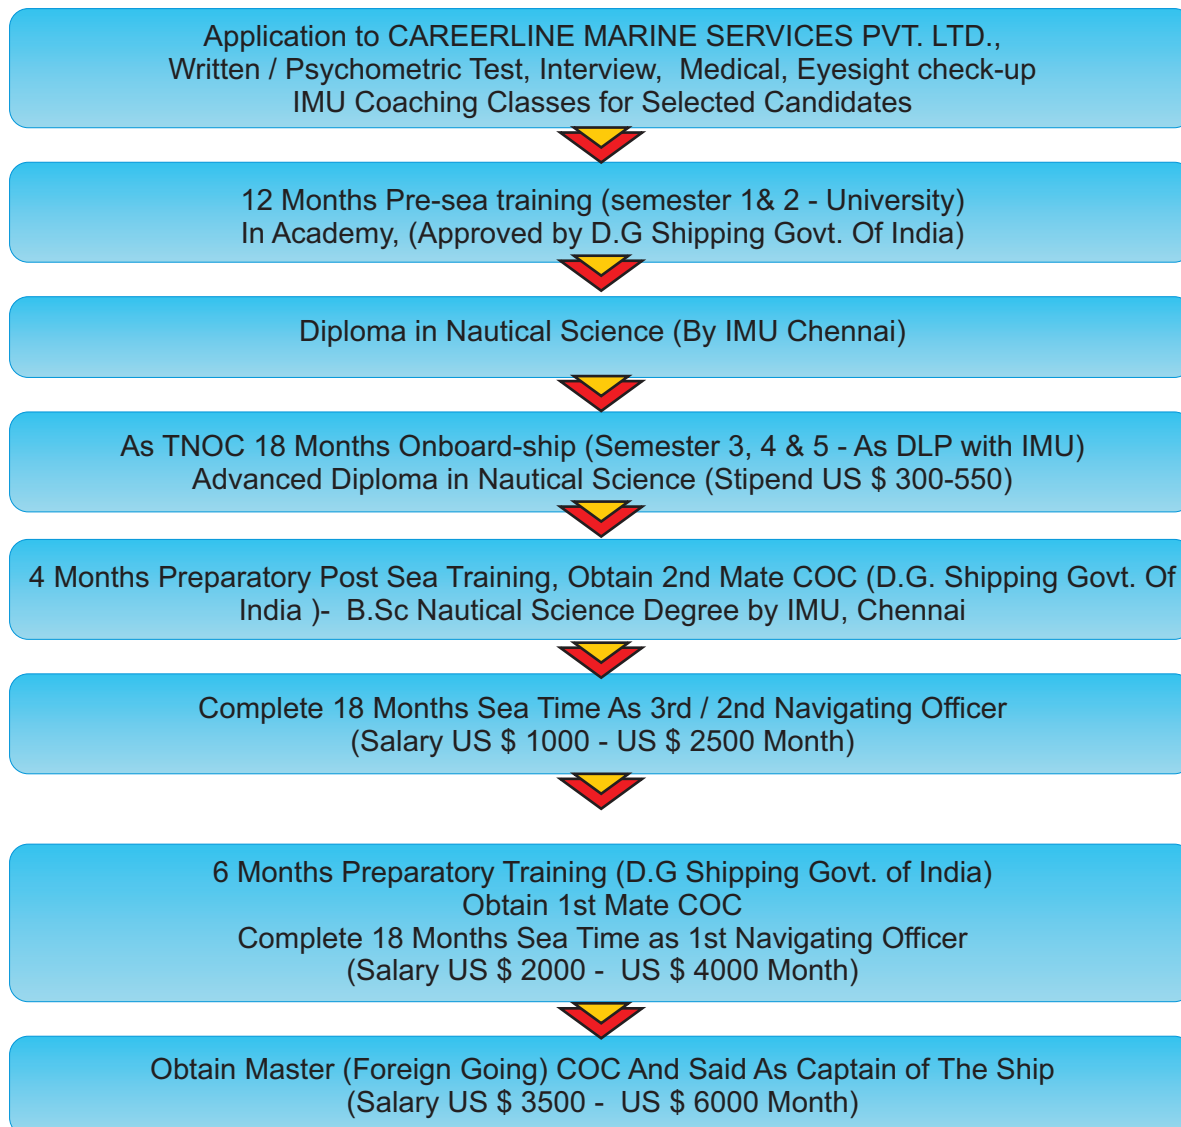 Application to CAREERLINE MARINE SERVICES PVT. LTD.,
Written / Psychometric Test, Interview, Medical, Eyesight check-up
IMU Coaching Classes for Selected Candidates
12 Months Pre-sea training (semester 1& 2 - University)
In Academy, (Approved by D.G Shipping Govt. Of India)
Diploma in Nautical Science (By IMU Chennai)
As TNOC 18 Months Onboard-ship (Semester 3, 4 & 5 - As DLP with IMU)
Advanced Diploma in Nautical Science (Stipend US $ 300-550)
4 Months Preparatory Post Sea Training, Obtain 2nd Mate COC (D.G. Shipping Govt. Of
India )- B.Sc Nautical Science Degree by IMU, Chennai
Complete 18 Months Sea Time As 3rd / 2nd Navigating Officer
(Salary US $ 1000 - US $ 2500 Month)
6 Months Preparatory Training (D.G Shipping Govt. of India)
Obtain 1st Mate COC
Complete 18 Months Sea Time as 1st Navigating Officer
(Salary US $ 2000 - US $ 4000 Month)
Obtain Master (Foreign Going) COC And Said As Captain of The Ship
(Salary US $ 3500 - US $ 6000 Month)